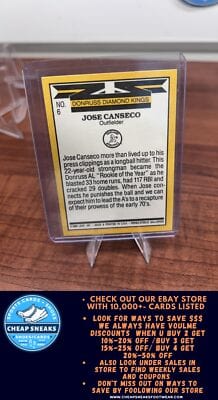 DONRUSS DIAMOND KINGS
NO.
6
JOSE CANSECO
Outfielder
Jose Canseco more than lived up to his
press clippings as a longball hitter. This
22-year-old strongman became the
Donruss AL "Rookie of the Year" as he
blasted 33 home runs, had 117 RBI and
cracked 29 doubles. When Jose con-
nects he punishes the ball and we can
expect him to lead the A's to a recapture
of their prowess of the early 70's.
CHEAP SNEAKS
• CHECK OUT OUR EBAY STORE
WITH 10,000+ CARDS LISTED
• LOOK FOR WAYS TO SAVE $$$
WE ALWAYS HAVE VOULME
DISCOUNTS WHEN U BUY 2 GET
10%-20% OFF /BUY 3 GET
15%-25% OFF/ BUY 4 GET
20%-50% OFF
• ALSO LOOK UNDER SALES IN
STORE TO FIND WEEKLY SALES
AND COUPONS
• DON'T MISS OUT ON WAYS TO
SAVE BY FOOLOWING OUR STORE
WWW.CHEAPSNEAKSFOOTWEAR.COM